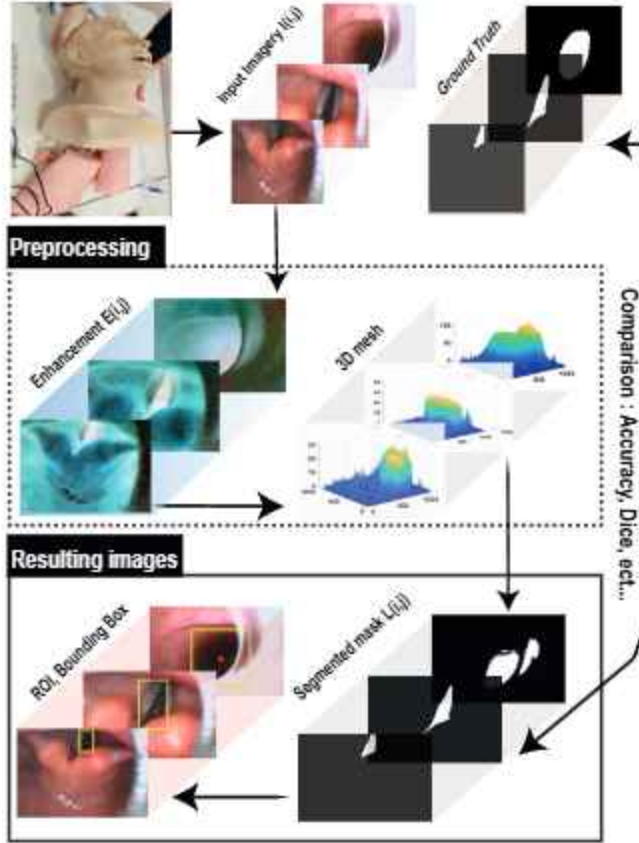 Input Imagery I(i,j)
Ground Truth
Preprocessing
Enhancement E(i,j)
3D mesh
Comparison : Accuracy, Dice, ect...
Resulting images
ROI, Bounding Box
Segmented mask L(i,j)